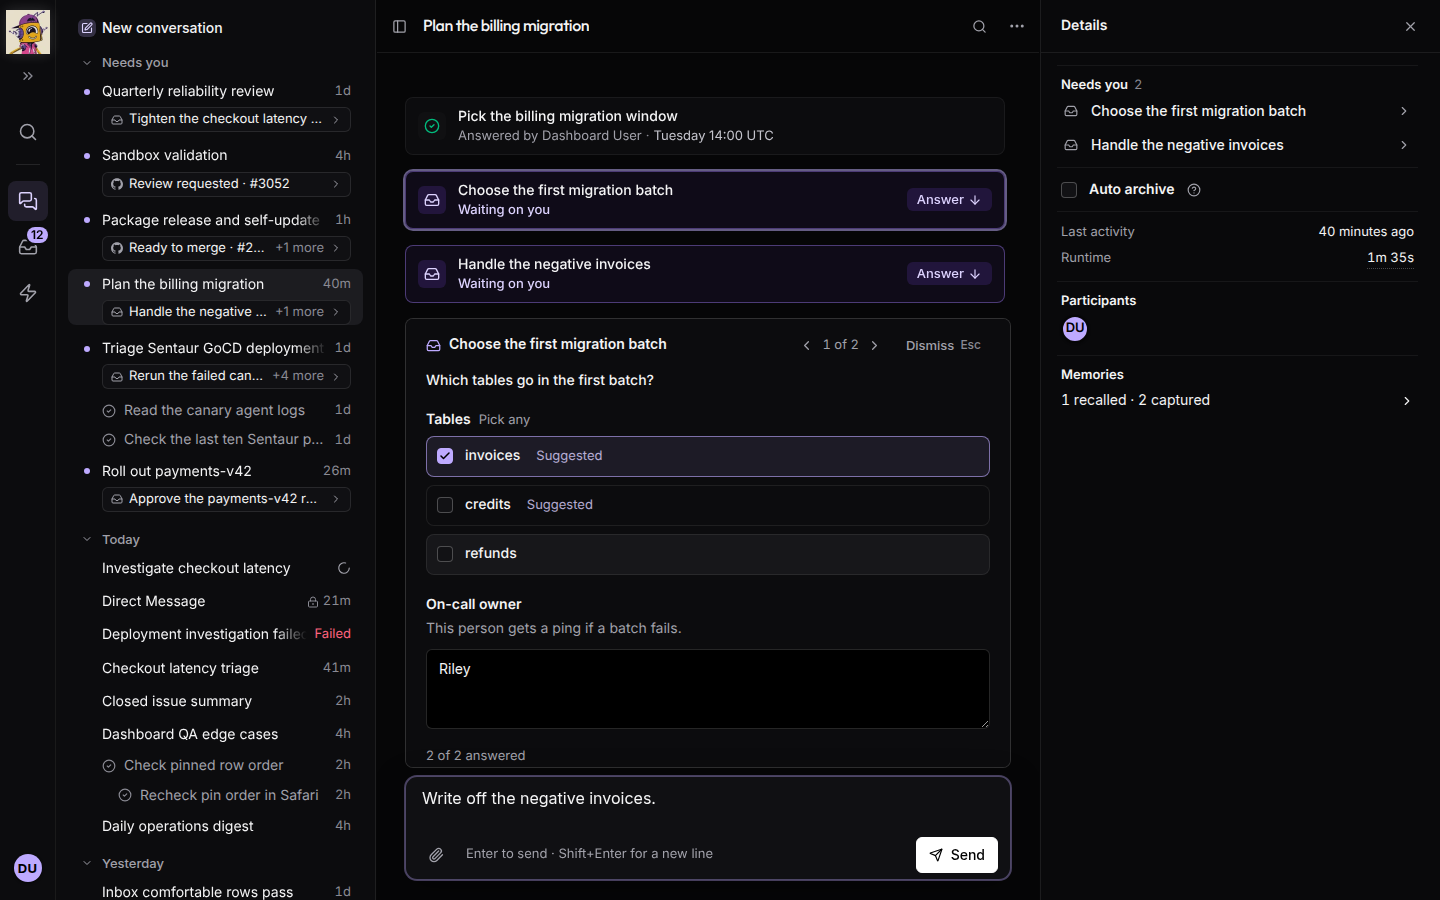 New conversation
Needs you
Quarterly reliability review 1d
Tighten the checkout latency ...
Sandbox validation 4h
Review requested · #3052
Package release and self-update 1h
Ready to merge · #2... +1 more
12
Plan the billing migration 40m
Handle the negative ... +1 more
Triage Sentaur GoCD deployment 1d
Rerun the failed can... +4 more
Read the canary agent logs 1d
Check the last ten Sentaur p... 1d
Roll out payments-v42 26m
Approve the payments-v42 r...
Today
Investigate checkout latency
Direct Message 21m
Deployment investigation failed Failed
Checkout latency triage 41m
Closed issue summary 2h
Dashboard QA edge cases 4h
Check pinned row order 2h
Recheck pin order in Safari 2h
Daily operations digest 4h
Yesterday
Inbox comfortable rows pass 1d
DU
Plan the billing migration
Pick the billing migration window
Answered by Dashboard User · Tuesday 14:00 UTC
Choose the first migration batch
Waiting on you
Answer ↓
Handle the negative invoices
Waiting on you
Answer ↓
Choose the first migration batch 1 of 2 Dismiss Esc
Which tables go in the first batch?
Tables Pick any
invoices Suggested
credits Suggested
refunds
On-call owner
This person gets a ping if a batch fails.
Riley
2 of 2 answered
Write off the negative invoices.
Enter to send · Shift+Enter for a new line
Send
Details
Needs you 2
Choose the first migration batch
Handle the negative invoices
Auto archive
Last activity 40 minutes ago
Runtime 1m 35s
Participants
DU
Memories
1 recalled · 2 captured